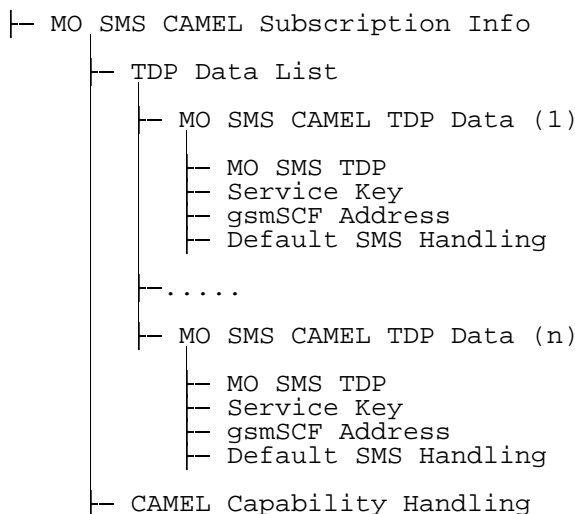 MO SMS CAMEL Subscription Info
TDP Data List
MO SMS CAMEL TDP Data (1)
MO SMS TDP
Service Key
gsmSCF Address
Default SMS Handling
.....
MO SMS CAMEL TDP Data (n)
MO SMS TDP
Service Key
gsmSCF Address
Default SMS Handling
CAMEL Capability Handling